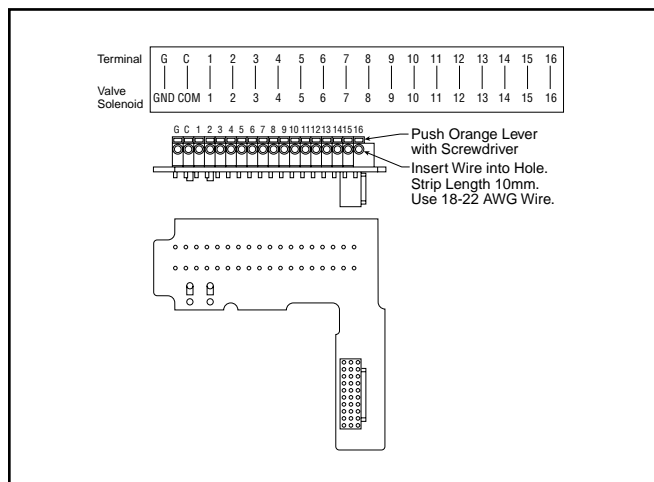 Terminal G C 1 2 3 4 5 6 7 8 9 10 11 12 13 14 15 16
Valve
Solenoid GND COM 1 2 3 4 5 6 7 8 9 10 11 12 13 14 15 16
G C 1 2 3 4 5 6 7 8 9 10 11 12 13 14 15 16
Push Orange Lever
with Screwdriver
Insert Wire into Hole.
Strip Length 10mm.
Use 18-22 AWG Wire.